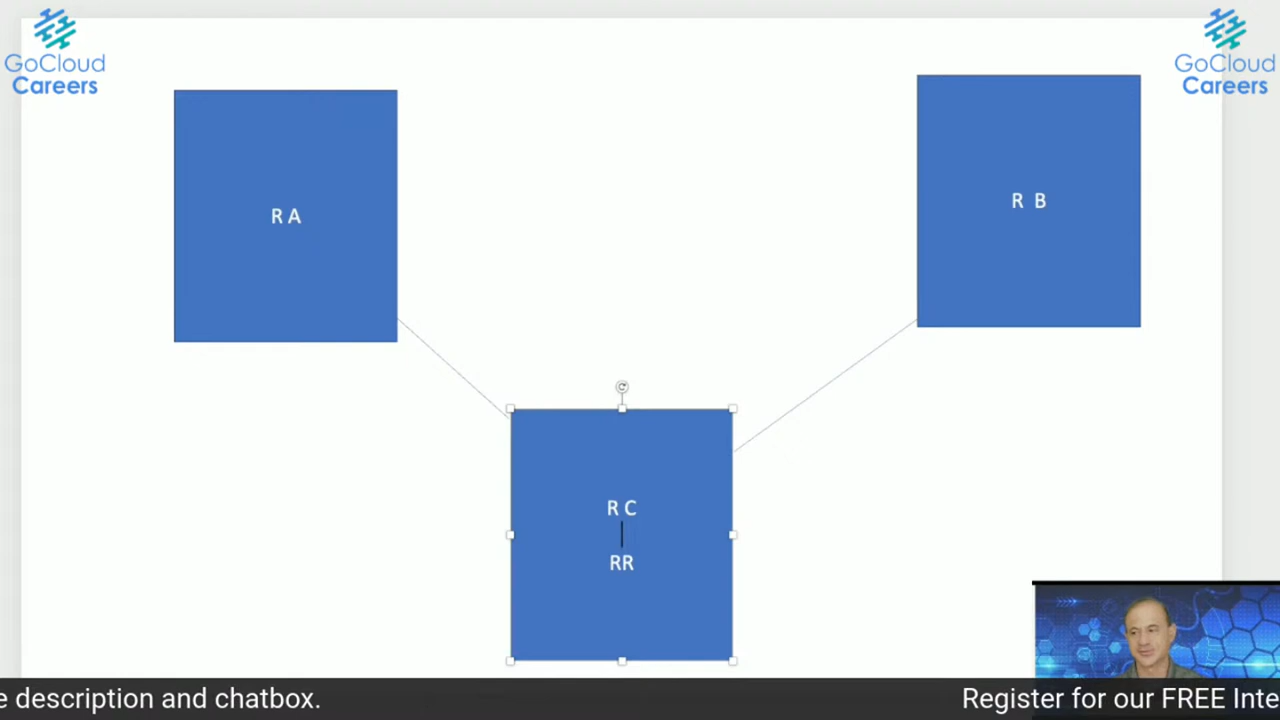 GoCloud
Careers
GoCloud
Careers
R A
R B
R C
RR
e description and chatbox.
Register for our FREE Inte